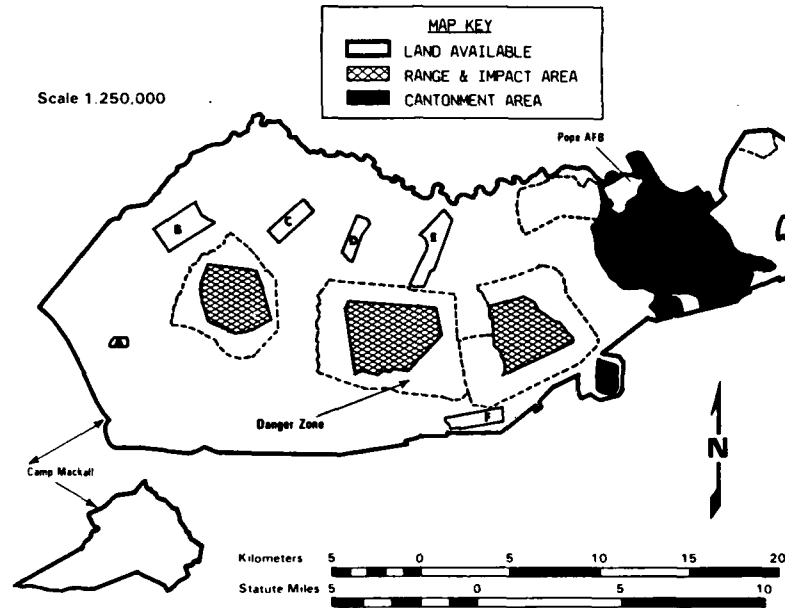 MAP KEY
LAND AVAILABLE
RANGE & IMPACT AREA
CANTONMENT AREA
Scale 1.250,000
Pope AFB
B
C
D
E
A
F
Danger Zone
N
Camp Mackall
Kilometers 5 0 5 10 15 20
Statute Miles 5 0 5 10